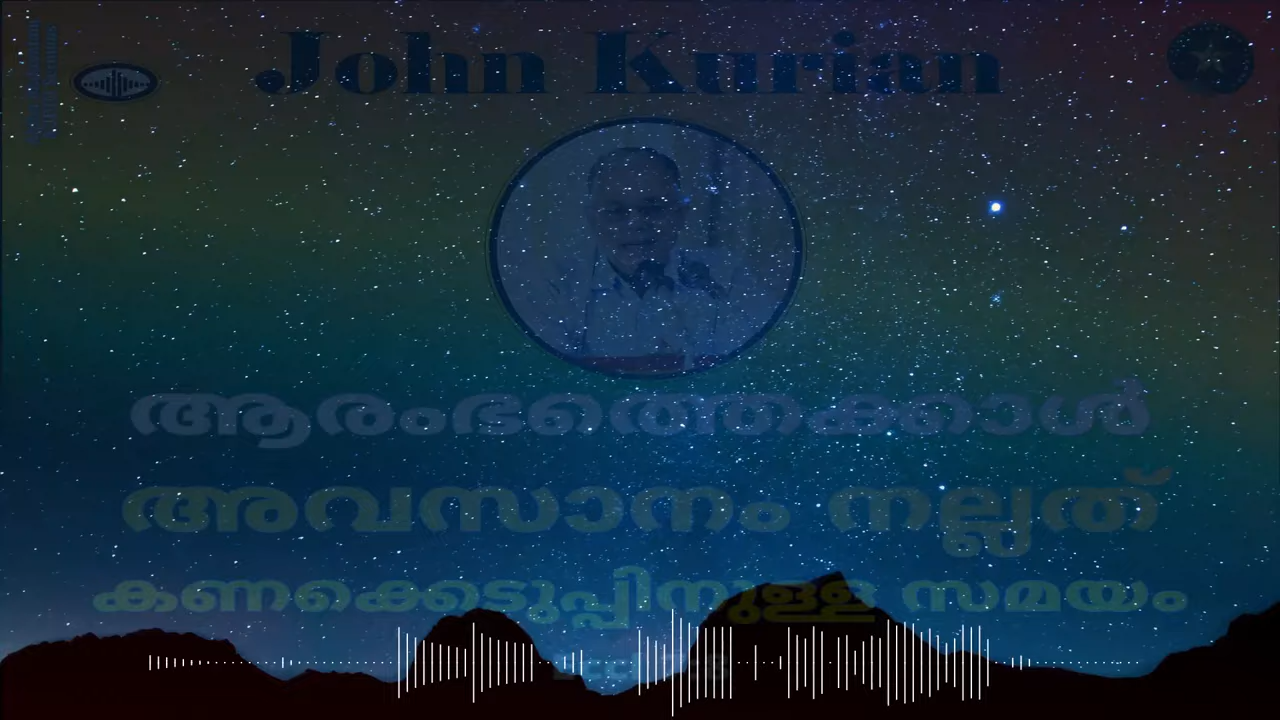 John Kurian
ആരംഭത്തെക്കാൾ
അവസാനം നല്ലത്
കണക്കെടുപ്പിനുള്ള സമയം